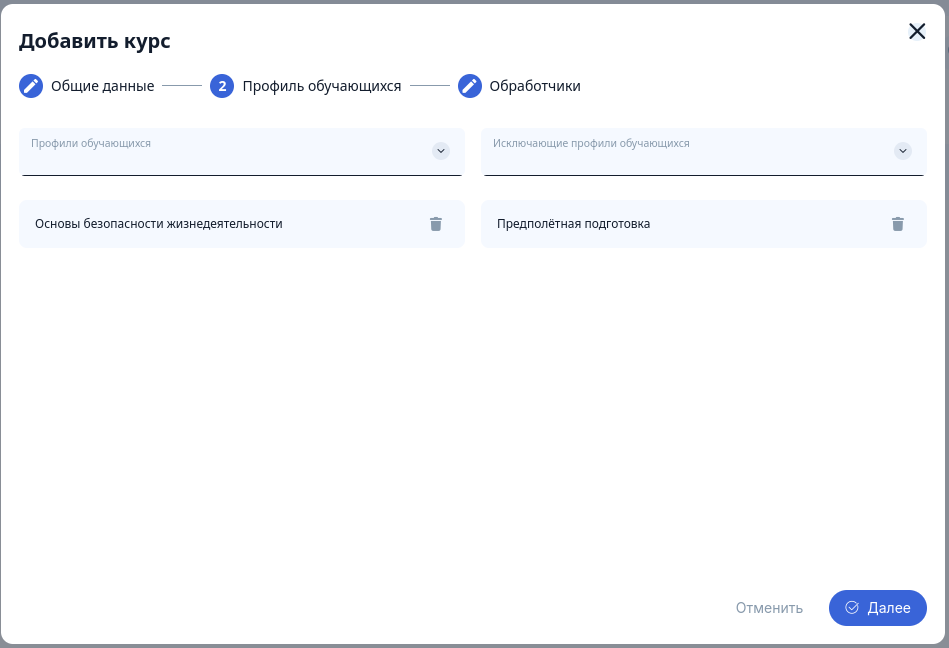 Добавить курс
Общие данные 2 Профиль обучающихся Обработчики
Профили обучающихся Исключающие профили обучающихся
Основы безопасности жизнедеятельности Предполётная подготовка
Отменить Далее